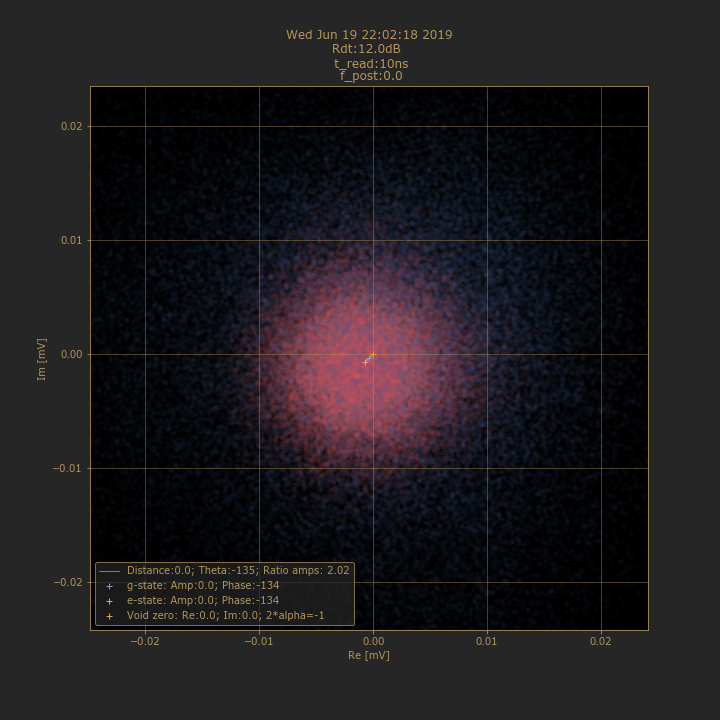 Wed Jun 19 22:02:18 2019
Rdt:12.0dB
t_read:10ns
f_post:0.0
0.02
0.01
0.00
−0.01
−0.02
Im [mV]
Distance:0.0; Theta:-135; Ratio amps: 2.02
g-state: Amp:0.0; Phase:-134
e-state: Amp:0.0; Phase:-134
Void zero: Re:0.0; Im:0.0; 2*alpha=-1
−0.02 −0.01 0.00 0.01 0.02
Re [mV]